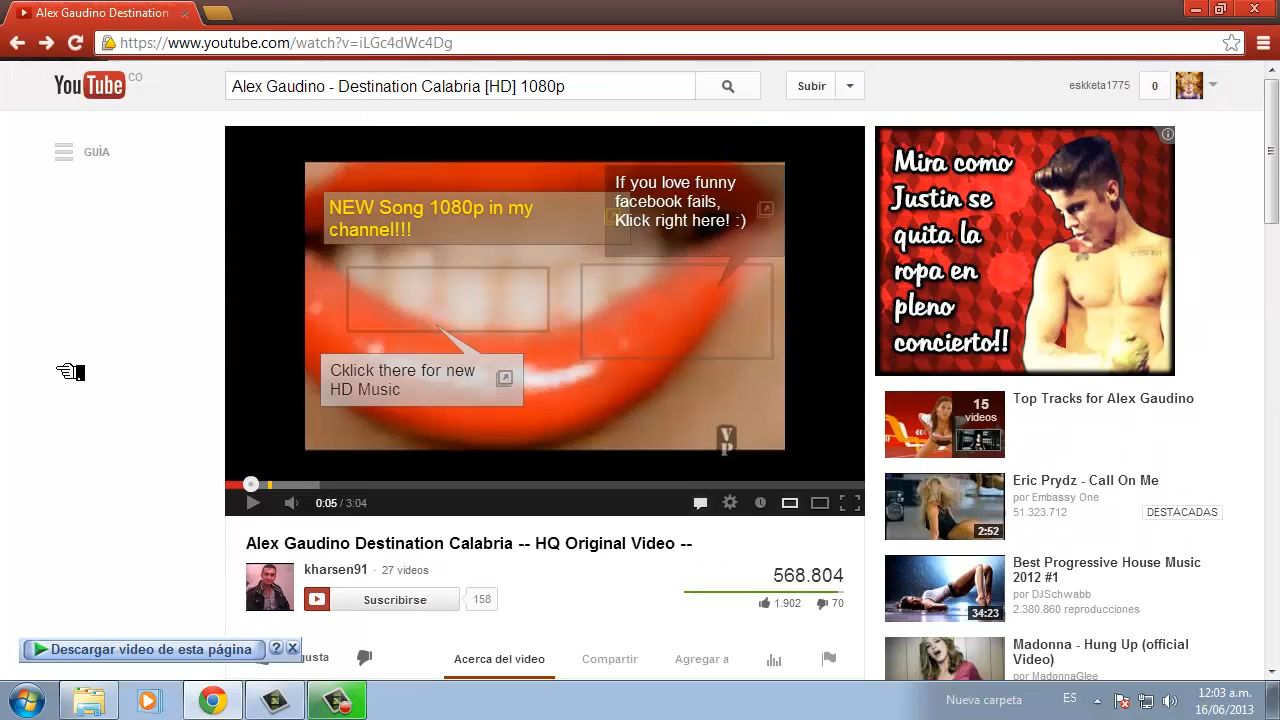 Alex Gaudino Destination
https://www.youtube.com/watch?v=iLGc4dWc4Dg
YouTube CO
Alex Gaudino - Destination Calabria [HD] 1080p
Subir
eskketa1775
0
GUÍA
NEW Song 1080p in my
channel!!!
If you love funny
facebook fails,
Klick right here! :)
Cklick there for new
HD Music
VP
0:05 / 3:04
Mira como
Justin se
quita la
ropa en
pleno
concierto!!
15
videos
Top Tracks for Alex Gaudino
Eric Prydz - Call On Me
por Embassy One
51.323.712
DESTACADAS
2:52
Best Progressive House Music
2012 #1
por DJSchwabb
2.380.860 reproducciones
34:23
Madonna - Hung Up (official
Video)
por MadonnaGlee
Alex Gaudino Destination Calabria -- HQ Original Video --
kharsen91 · 27 videos
Suscribirse
158
568.804
1.902
70
Descargar video de esta página
?
X
gusta
Acerca del video
Compartir
Agregar a
Nueva carpeta
ES
12:03 a.m.
16/06/2013